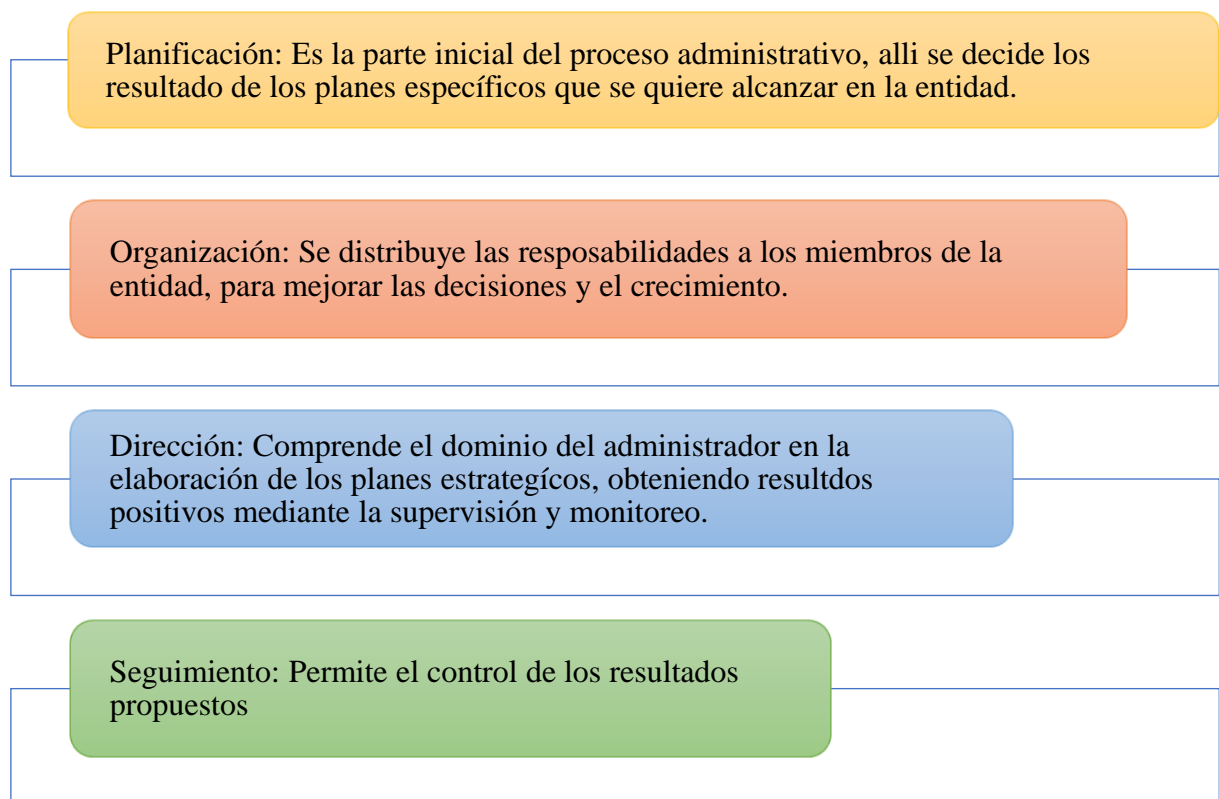 Planificación: Es la parte inicial del proceso administrativo, alli se decide los
resultado de los planes específicos que se quiere alcanzar en la entidad.
Organización: Se distribuye las resposabilidades a los miembros de la
entidad, para mejorar las decisiones y el crecimiento.
Dirección: Comprende el dominio del administrador en la
elaboración de los planes estrategícos, obteniendo resultdos
positivos mediante la supervisión y monitoreo.
Seguimiento: Permite el control de los resultados
propuestos